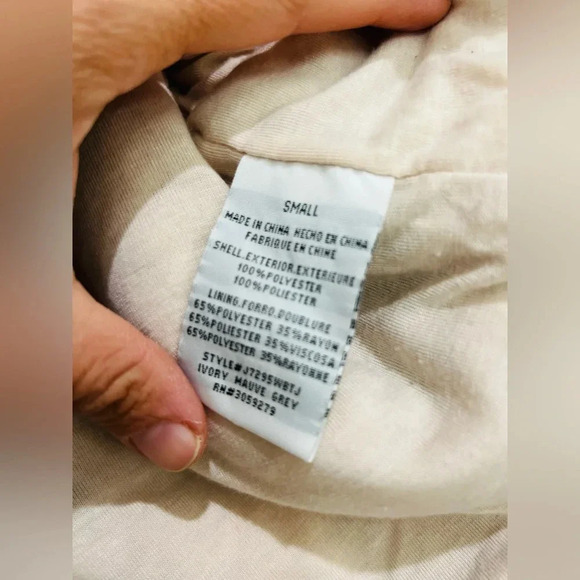 SMALL
MADE IN CHINA HECHO EN CHINA
FABRIQUE EN CHINE
SHELL.EXTERIOR.EXTERIEURE
100%POLYESTER
100%POLIESTER
LINING.FORRO.DOUBLURE
65%POLYESTER 35%RAYON
65%POLIESTER 35%VISCOSA
65%POLYESTER 35%RAYONNE
STYLE#J7295WBTJ
IVORY MAUVE GREY
RN#3059279